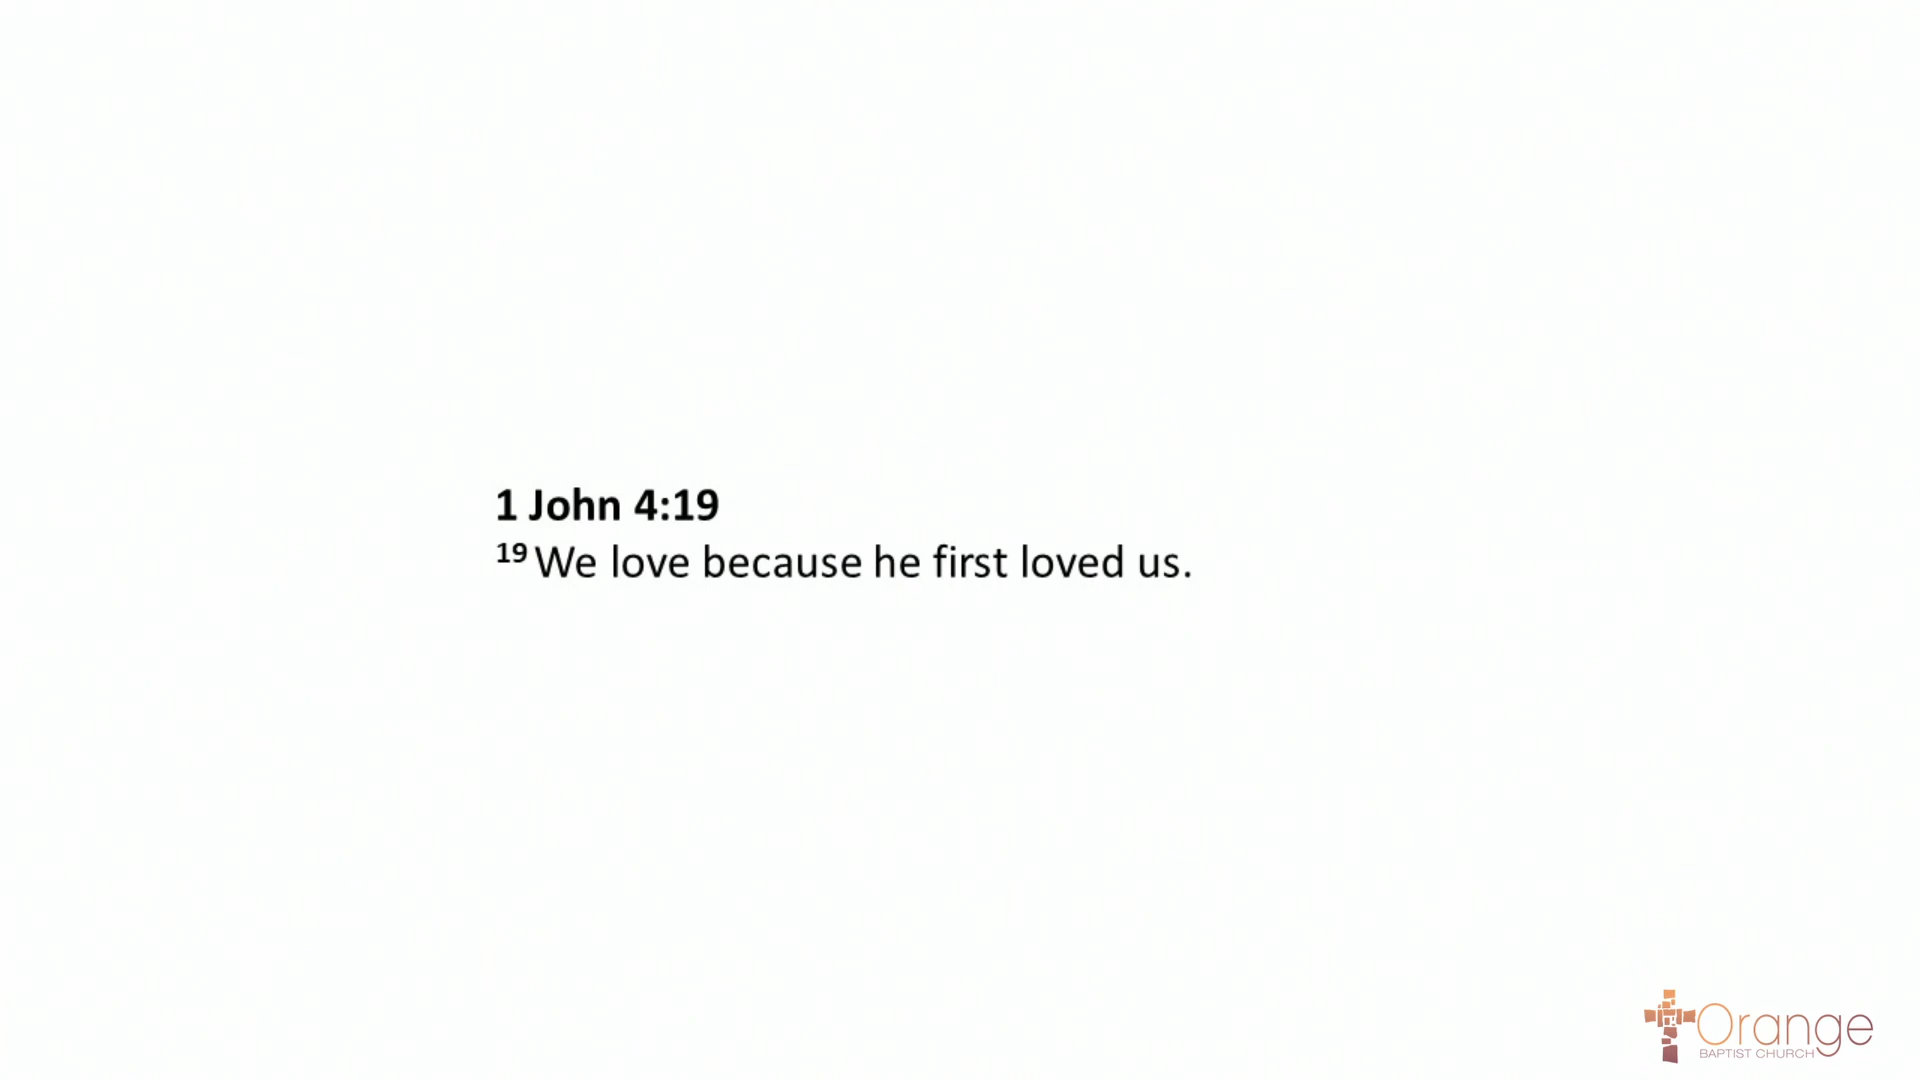 1 John 4:19
19 We love because he first loved us.
Orange
BAPTIST CHURCH